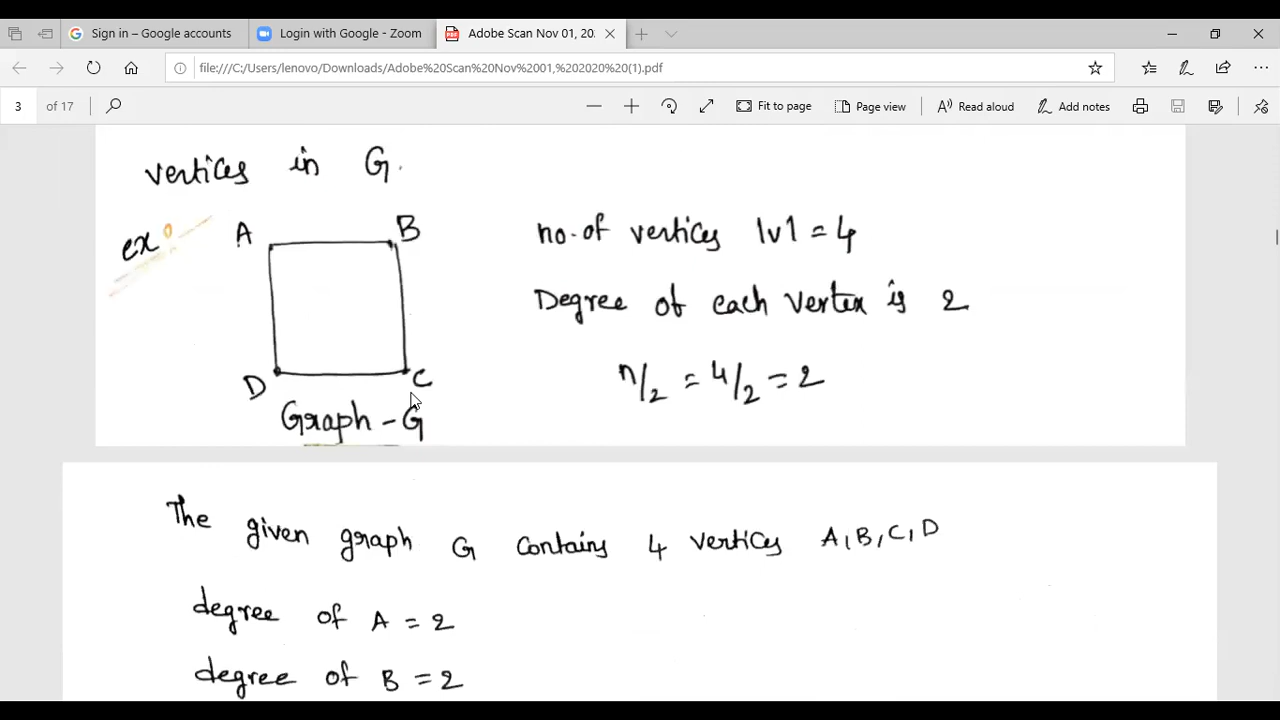 Sign in – Google accounts
Login with Google - Zoom
Adobe Scan Nov 01, 202
file:///C:/Users/lenovo/Downloads/Adobe%20Scan%20Nov%2001,%202020%20(1).pdf
3 of 17
Fit to page
Page view
Read aloud
Add notes
vertices in G.
ex:
A
B
D
C
Graph - G
no. of vertices |v| = 4
Degree of each vertex is 2
n/2 = 4/2 = 2
The given graph G contains 4 vertices A, B, C, D
degree of A = 2
degree of B = 2